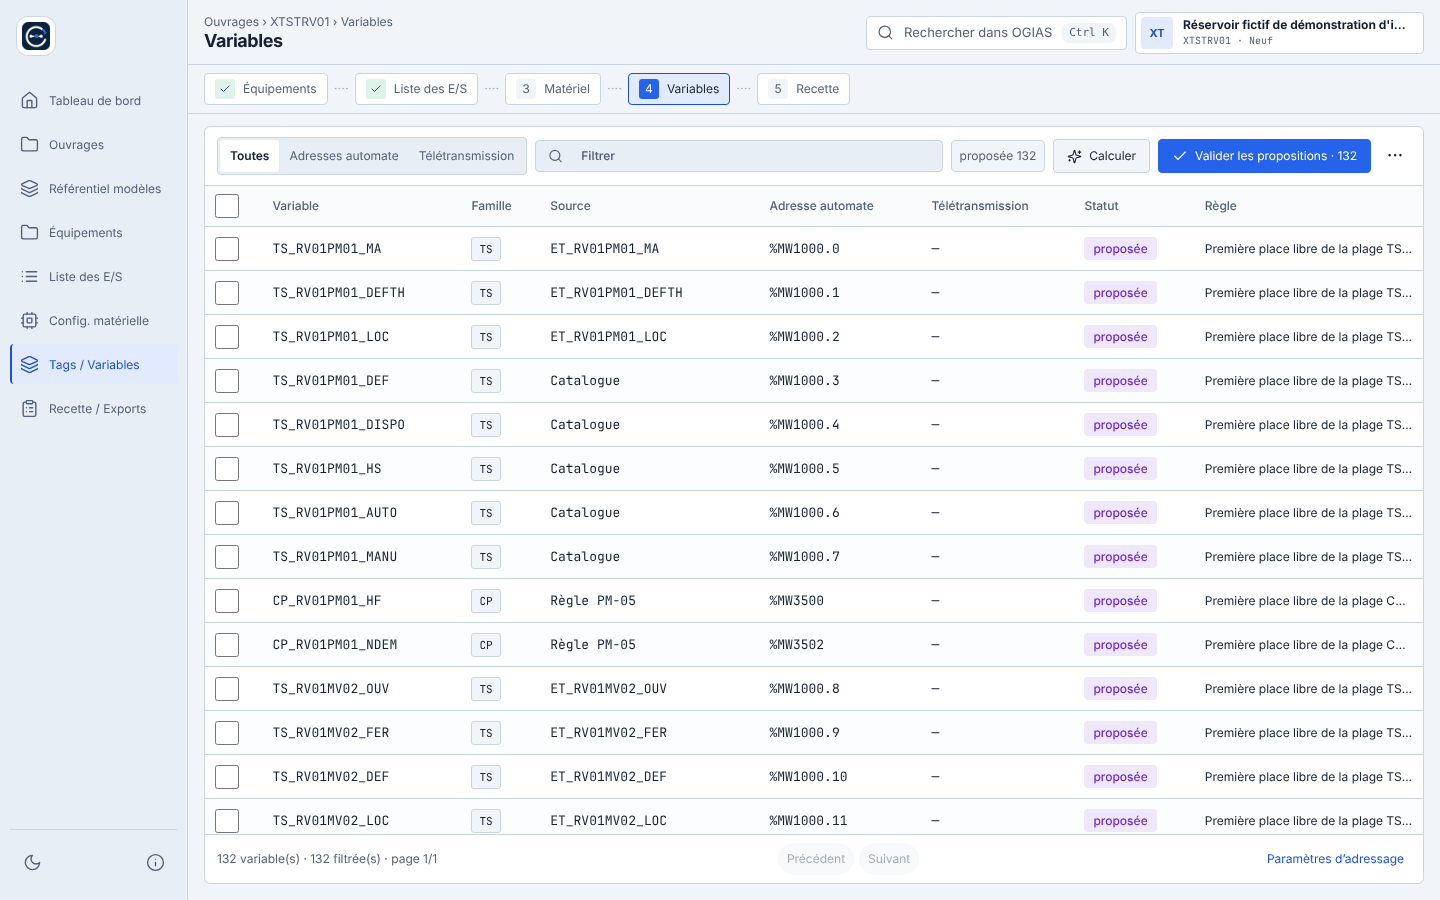 Ouvrages › XTSTRV01 › Variables
Variables
Rechercher dans OGIAS Ctrl K
XT
Réservoir fictif de démonstration d'i...
XTSTRV01 · Neuf
Équipements
Liste des E/S
3 Matériel
4 Variables
5 Recette
Tableau de bord
Ouvrages
Référentiel modèles
Équipements
Liste des E/S
Config. matérielle
Tags / Variables
Recette / Exports
Toutes Adresses automate Télétransmission
Filtrer
proposée 132
Calculer
Valider les propositions · 132
Variable Famille Source Adresse automate Télétransmission Statut Règle
TS_RV01PM01_MA TS ET_RV01PM01_MA %MW1000.0 — proposée Première place libre de la plage TS...
TS_RV01PM01_DEFTH TS ET_RV01PM01_DEFTH %MW1000.1 — proposée Première place libre de la plage TS...
TS_RV01PM01_LOC TS ET_RV01PM01_LOC %MW1000.2 — proposée Première place libre de la plage TS...
TS_RV01PM01_DEF TS Catalogue %MW1000.3 — proposée Première place libre de la plage TS...
TS_RV01PM01_DISPO TS Catalogue %MW1000.4 — proposée Première place libre de la plage TS...
TS_RV01PM01_HS TS Catalogue %MW1000.5 — proposée Première place libre de la plage TS...
TS_RV01PM01_AUTO TS Catalogue %MW1000.6 — proposée Première place libre de la plage TS...
TS_RV01PM01_MANU TS Catalogue %MW1000.7 — proposée Première place libre de la plage TS...
CP_RV01PM01_HF CP Règle PM-05 %MW3500 — proposée Première place libre de la plage C...
CP_RV01PM01_NDEM CP Règle PM-05 %MW3502 — proposée Première place libre de la plage C...
TS_RV01MV02_OUV TS ET_RV01MV02_OUV %MW1000.8 — proposée Première place libre de la plage TS...
TS_RV01MV02_FER TS ET_RV01MV02_FER %MW1000.9 — proposée Première place libre de la plage TS...
TS_RV01MV02_DEF TS ET_RV01MV02_DEF %MW1000.10 — proposée Première place libre de la plage TS...
TS_RV01MV02_LOC TS ET_RV01MV02_LOC %MW1000.11 — proposée Première place libre de la plage TS...
132 variable(s) · 132 filtrée(s) · page 1/1
Précédent Suivant
Paramètres d’adressage